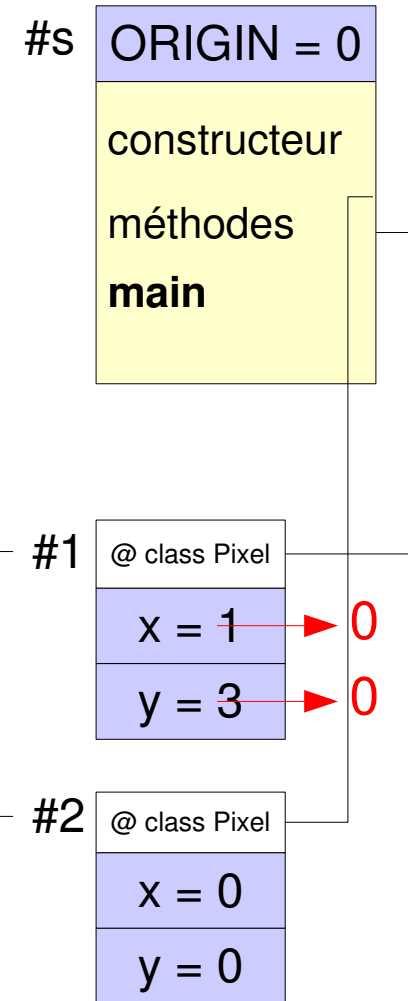 #s ORIGIN = 0
constructeur
méthodes
main
#1 @ class Pixel
x = 1 0
y = 3 0
#2 @ class Pixel
x = 0
y = 0